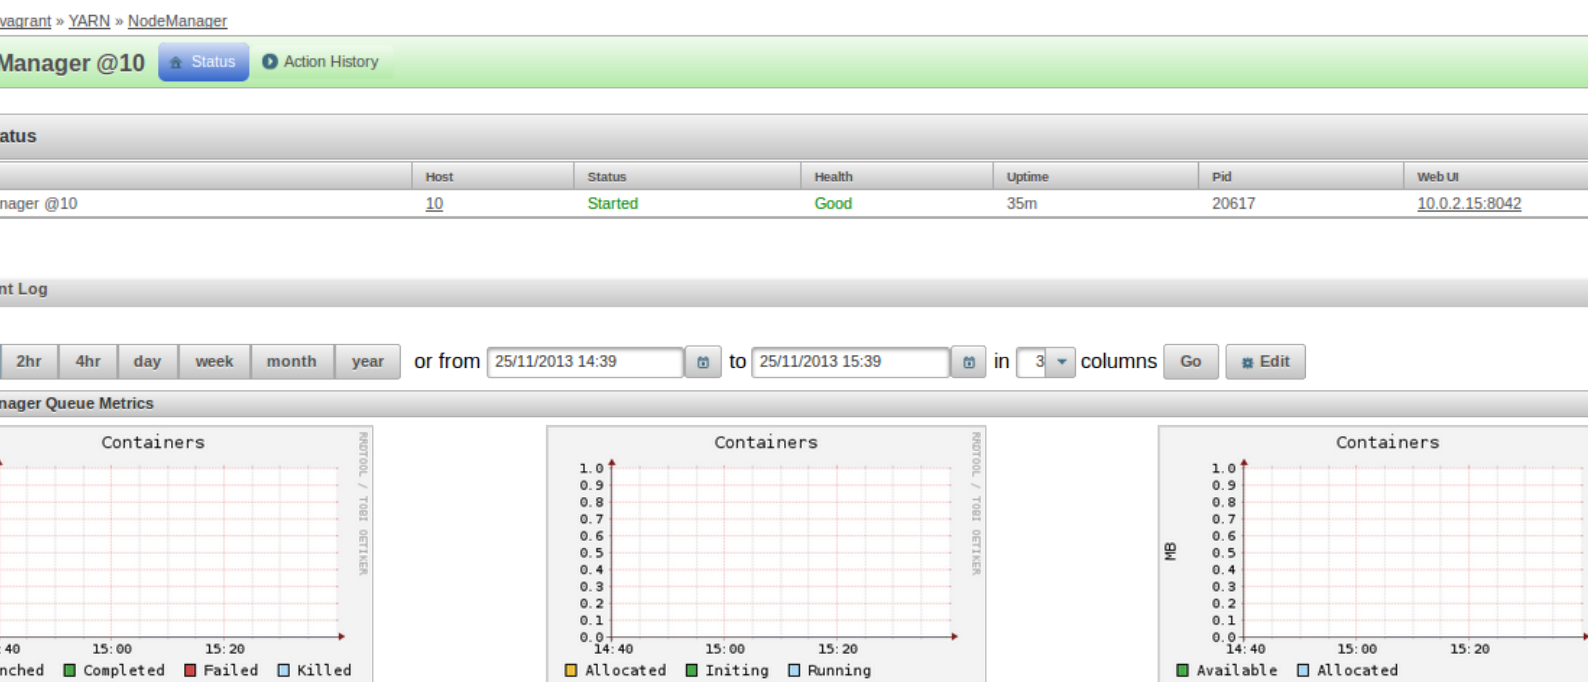 vagrant » YARN » NodeManager
Manager @10 Status Action History
atus
Host Status Health Uptime Pid Web UI
nager @10 10 Started Good 35m 20617 10.0.2.15:8042
nt Log
2hr 4hr day week month year or from 25/11/2013 14:39 to 25/11/2013 15:39 in 3 columns Go Edit
nager Queue Metrics
Containers
RRDTOOL / TOBI OETIKER
:40 15:00 15:20
nched Completed Failed Killed
Containers
RRDTOOL / TOBI OETIKER
1.0
0.9
0.8
0.7
0.6
0.5
0.4
0.3
0.2
0.1
0.0
14:40 15:00 15:20
Allocated Initing Running
Containers
MB
1.0
0.9
0.8
0.7
0.6
0.5
0.4
0.3
0.2
0.1
0.0
14:40 15:00 15:20
Available Allocated